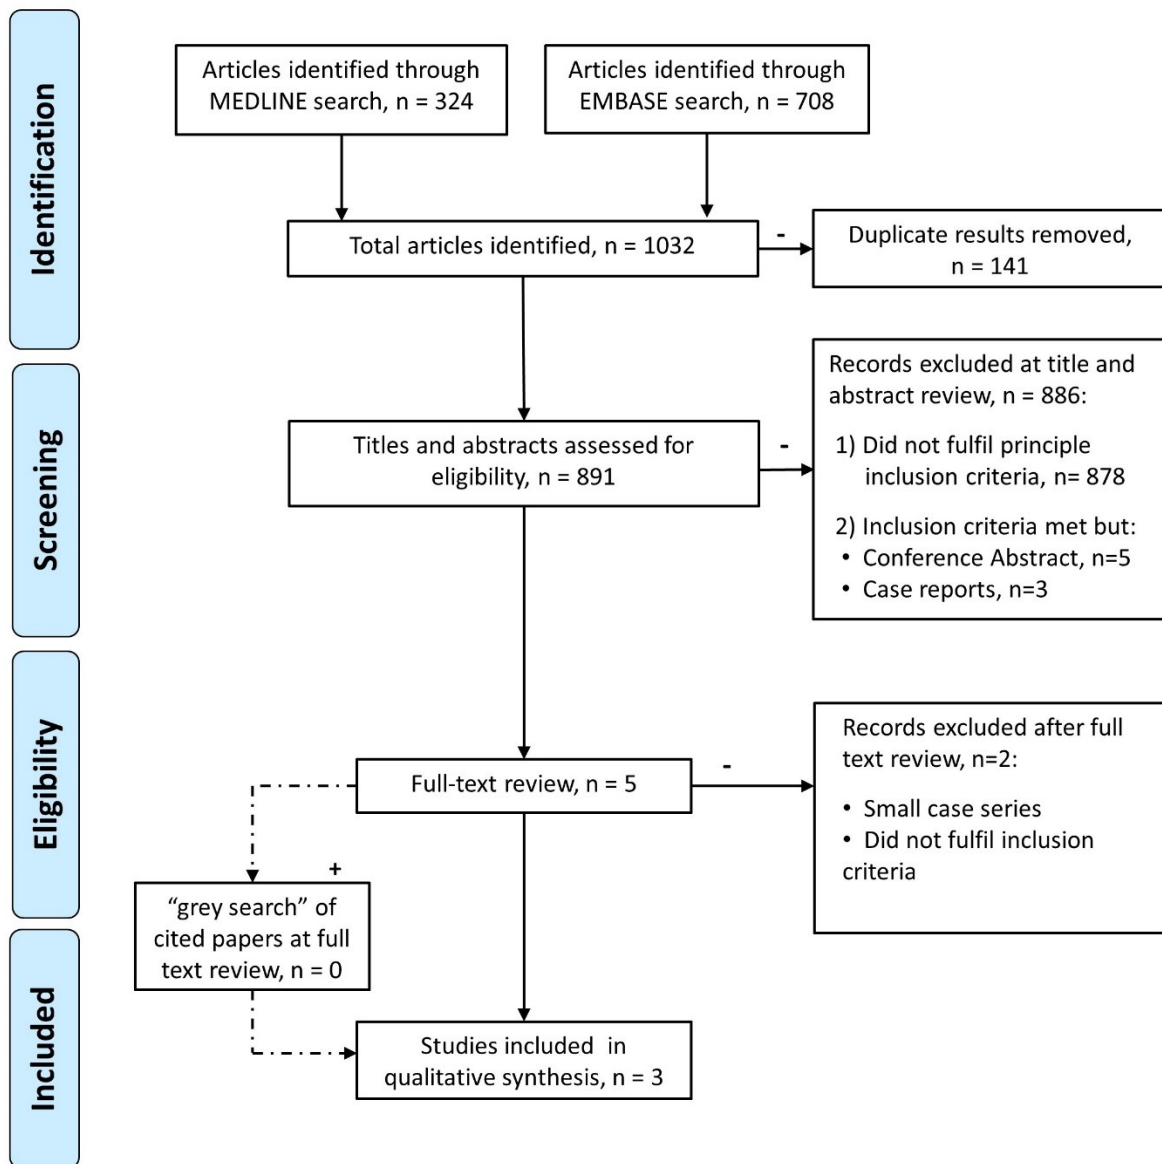 Identification
Articles identified through
MEDLINE search, n = 324
Articles identified through
EMBASE search, n = 708
Total articles identified, n = 1032
-
Duplicate results removed,
n = 141
Screening
Titles and abstracts assessed for
eligibility, n = 891
-
Records excluded at title and
abstract review, n = 886:
1) Did not fulfil principle
inclusion criteria, n= 878
2) Inclusion criteria met but:
• Conference Abstract, n=5
• Case reports, n=3
Eligibility
Full-text review, n = 5
-
Records excluded after full
text review, n=2:
• Small case series
• Did not fulfil inclusion
criteria
+
“grey search” of
cited papers at full
text review, n = 0
Included
Studies included in
qualitative synthesis, n = 3